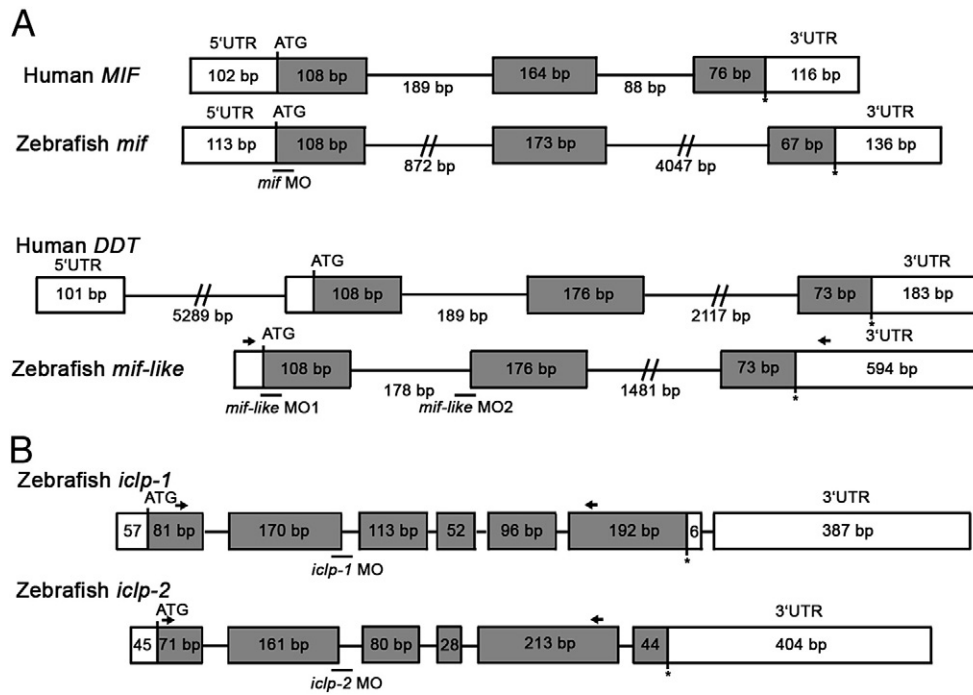 A
5'UTR ATG 3'UTR
Human MIF 102 bp 108 bp 164 bp 76 bp 116 bp
189 bp 88 bp *
5'UTR ATG 3'UTR
Zebrafish mif 113 bp 108 bp 173 bp 67 bp 136 bp
872 bp 4047 bp *
mif MO
Human DDT
5'UTR ATG 3'UTR
101 bp 108 bp 176 bp 73 bp 183 bp
5289 bp 189 bp 2117 bp *
ATG 3'UTR
Zebrafish mif-like 108 bp 176 bp 73 bp 594 bp
178 bp 1481 bp *
mif-like MO1 mif-like MO2
B
Zebrafish iclp-1
ATG 3'UTR
57 81 bp 170 bp 113 bp 52 96 bp 192 bp 6 387 bp
*
iclp-1 MO
Zebrafish iclp-2
ATG 3'UTR
45 71 bp 161 bp 80 bp 28 213 bp 44 404 bp
*
iclp-2 MO